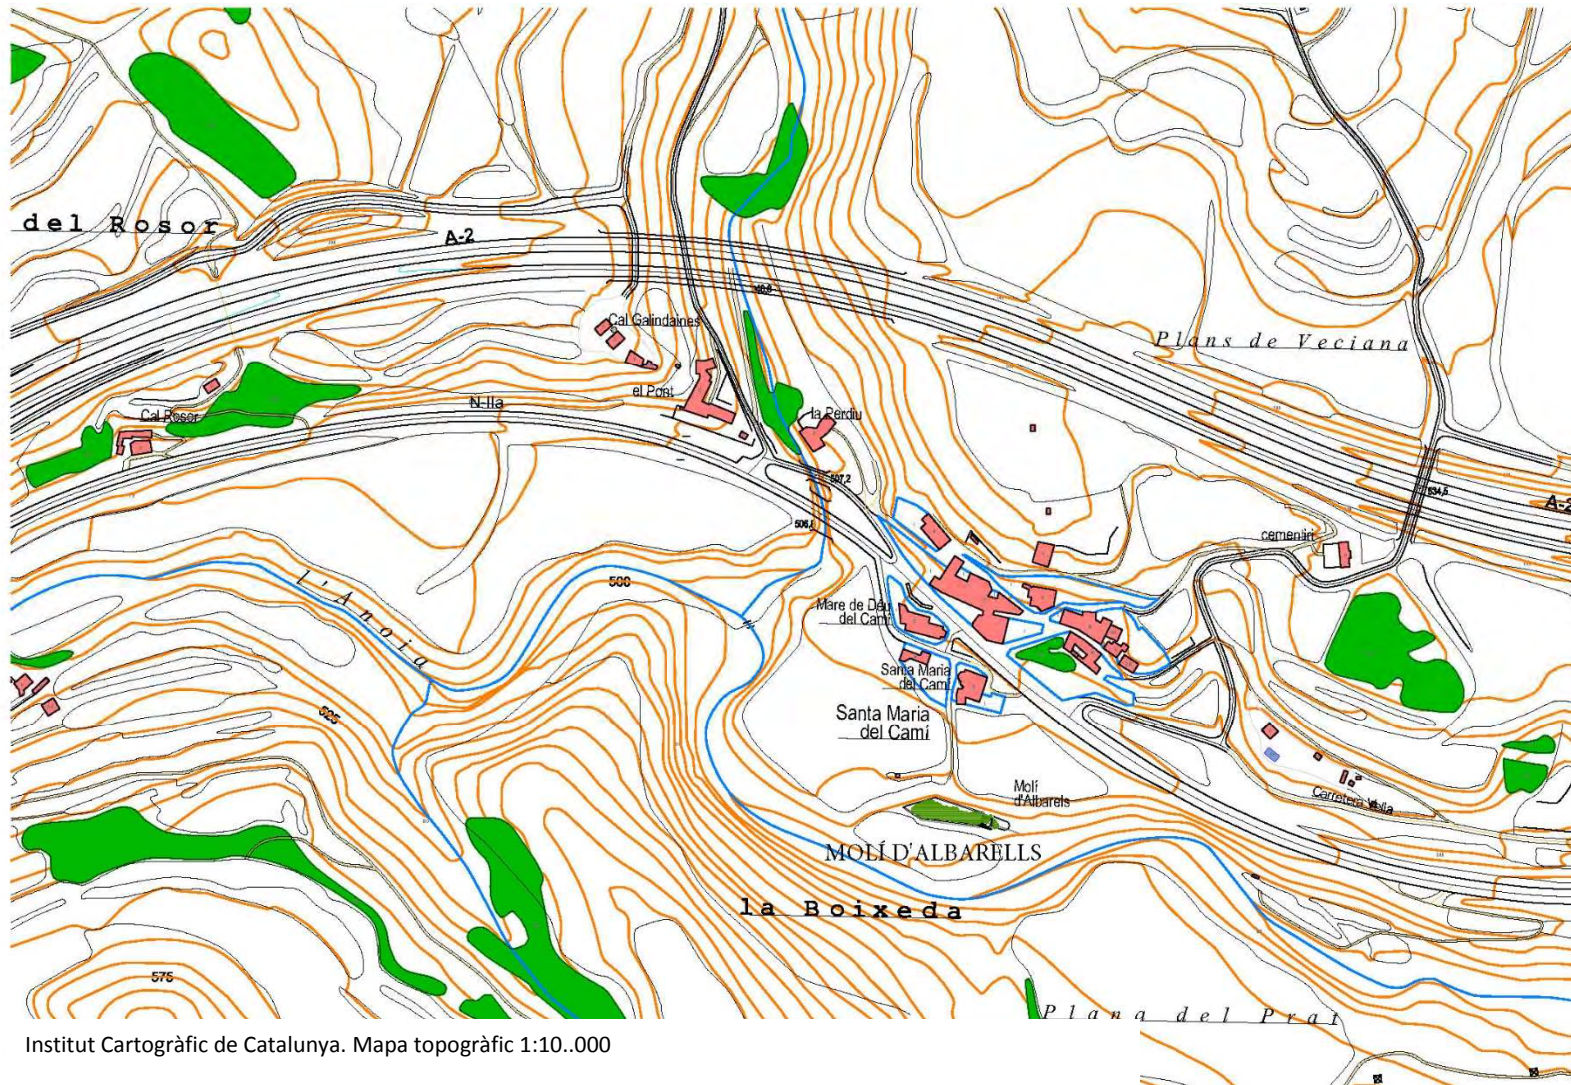 del Rosor
A-2
Plans de Veciana
Cal Galindaines
el Pont
N-IIa
Cal Rosor
la Perdiu
507,2
506,
534,5
A-2
cementiri
l'Anoia
500
Mare de Déu
del Camí
Santa Maria
del Camí
Santa Maria
del Camí
525
Molí
d'Albarels
Carretera Vella
MOLÍ D'ALBARELLS
la Boixeda
575
Plana del Prat
Institut Cartogràfic de Catalunya. Mapa topogràfic 1:10..000